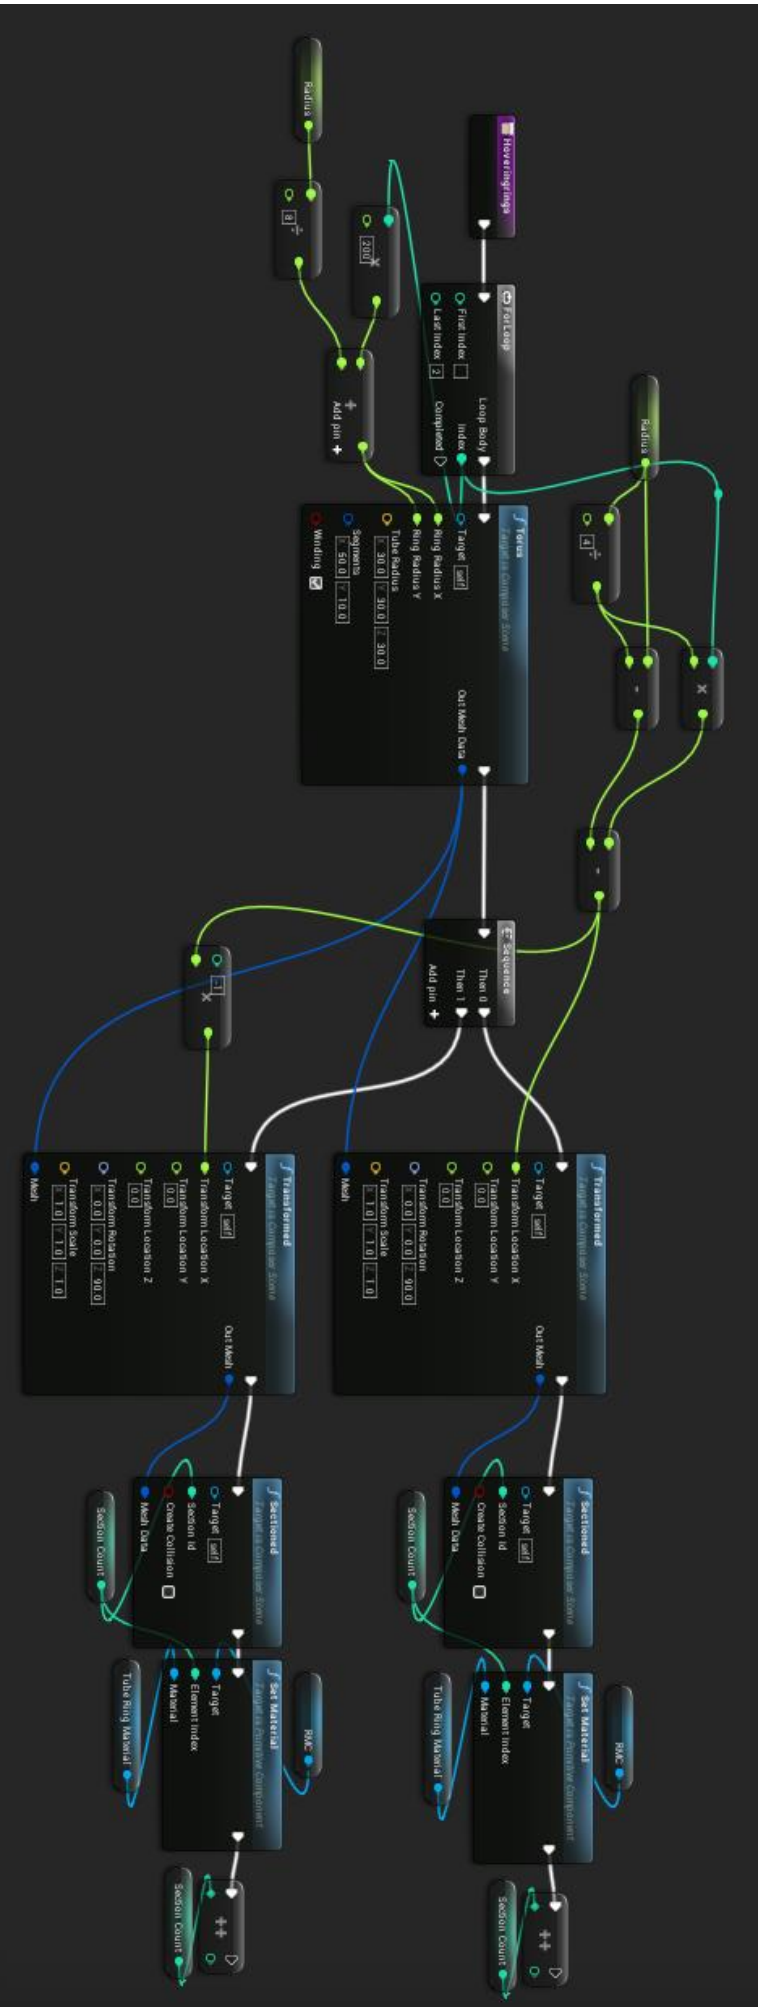 Hoveringrings
Radius
8
÷
200
×
+
Add pin +
ForLoop
First Index
Last Index 2
Loop Body
Index
Completed
Radius
÷
4
×
-
-
Torus
Target is Computer Scene
Target self
Ring Radius X
Ring Radius Y
Tube Radius
X 30.0 Y 30.0 Z 30.0
Segments
X 50.0 Y 10.0
Winding
Out Mesh Data
Sequence
Then 0
Then 1
Add pin +
-1
×
Transformed
Target is Computer Scene
Target self
Transform Location X
Transform Location Y
0.0
Transform Location Z
0.0
Transform Rotation
X 0.0 Y 0.0 Z 90.0
Transform Scale
X 1.0 Y 1.0 Z 1.0
Mesh
Out Mesh
Sectioned
Target is Computer Scene
Target self
Section Id
Create Collision
Mesh Data
Section Count
RMC
Set Material
Target is Primitive Component
Target
Element Index
Material
Tube Ring Material
++
Section Count
Transformed
Target is Computer Scene
Target self
Transform Location X
Transform Location Y
0.0
Transform Location Z
0.0
Transform Rotation
X 0.0 Y 0.0 Z 90.0
Transform Scale
X 1.0 Y 1.0 Z 1.0
Mesh
Out Mesh
Sectioned
Target is Computer Scene
Target self
Section Id
Create Collision
Mesh Data
Section Count
RMC
Set Material
Target is Primitive Component
Target
Element Index
Material
Tube Ring Material
++
Section Count